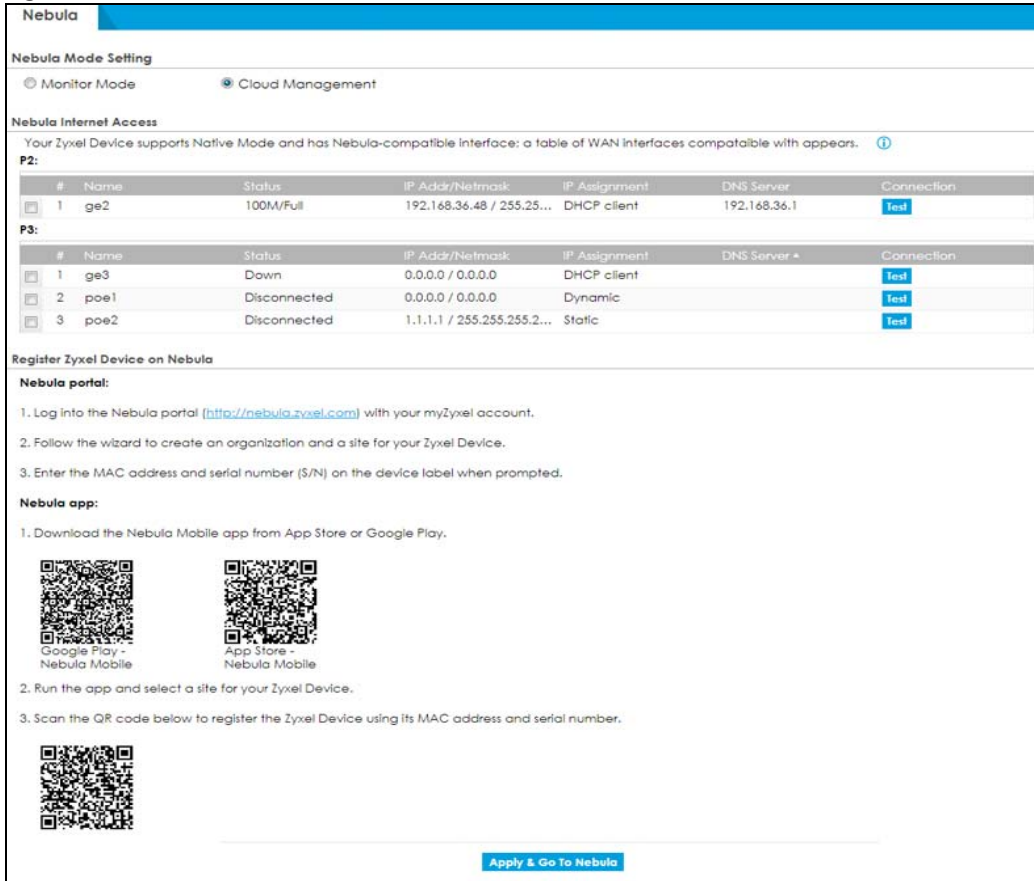 Nebula
Nebula Mode Setting
Monitor Mode Cloud Management
Nebula Internet Access
Your Zyxel Device supports Native Mode and has Nebula-compatible interface: a table of WAN interfaces compataible with appears.
P2:
# Name Status IP Addr/Netmask IP Assignment DNS Server Connection
1 ge2 100M/Full 192.168.36.48 / 255.25... DHCP client 192.168.36.1 Test
P3:
# Name Status IP Addr/Netmask IP Assignment DNS Server Connection
1 ge3 Down 0.0.0.0 / 0.0.0.0 DHCP client Test
2 poe1 Disconnected 0.0.0.0 / 0.0.0.0 Dynamic Test
3 poe2 Disconnected 1.1.1.1 / 255.255.255.2... Static Test
Register Zyxel Device on Nebula
Nebula portal:
1. Log into the Nebula portal (http://nebula.zyxel.com) with your myZyxel account.
2. Follow the wizard to create an organization and a site for your Zyxel Device.
3. Enter the MAC address and serial number (S/N) on the device label when prompted.
Nebula app:
1. Download the Nebula Mobile app from App Store or Google Play.
Google Play - App Store -
Nebula Mobile Nebula Mobile
2. Run the app and select a site for your Zyxel Device.
3. Scan the QR code below to register the Zyxel Device using its MAC address and serial number.
Apply & Go To Nebula